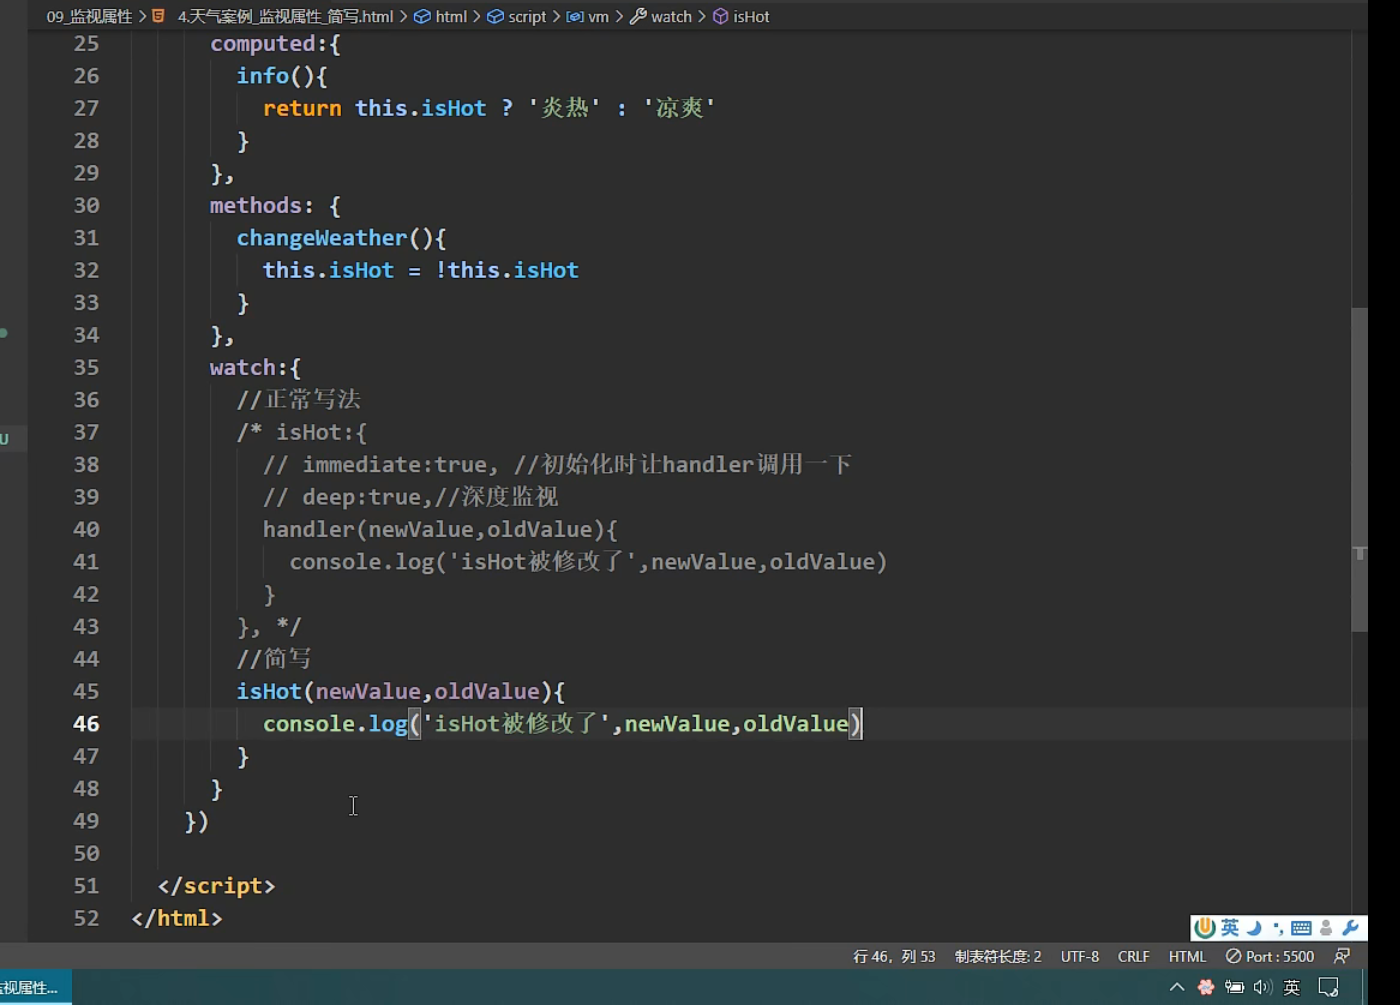 09_监视属性 > 4.天气案例_监视属性_简写.html > html > script > vm > watch > isHot
25 computed:{
26 info(){
27 return this.isHot ? '炎热' : '凉爽'
28 }
29 },
30 methods: {
31 changeWeather(){
32 this.isHot = !this.isHot
33 }
34 },
35 watch:{
36 //正常写法
37 /* isHot:{
38 // immediate:true, //初始化时让handler调用一下
39 // deep:true,//深度监视
40 handler(newValue,oldValue){
41 console.log('isHot被修改了',newValue,oldValue)
42 }
43 }, */
44 //简写
45 isHot(newValue,oldValue){
46 console.log('isHot被修改了',newValue,oldValue)
47 }
48 }
49 })
50
51 </script>
52 </html>
U
英
行 46，列 53 制表符长度: 2 UTF-8 CRLF HTML Port : 5500
视属性... 英